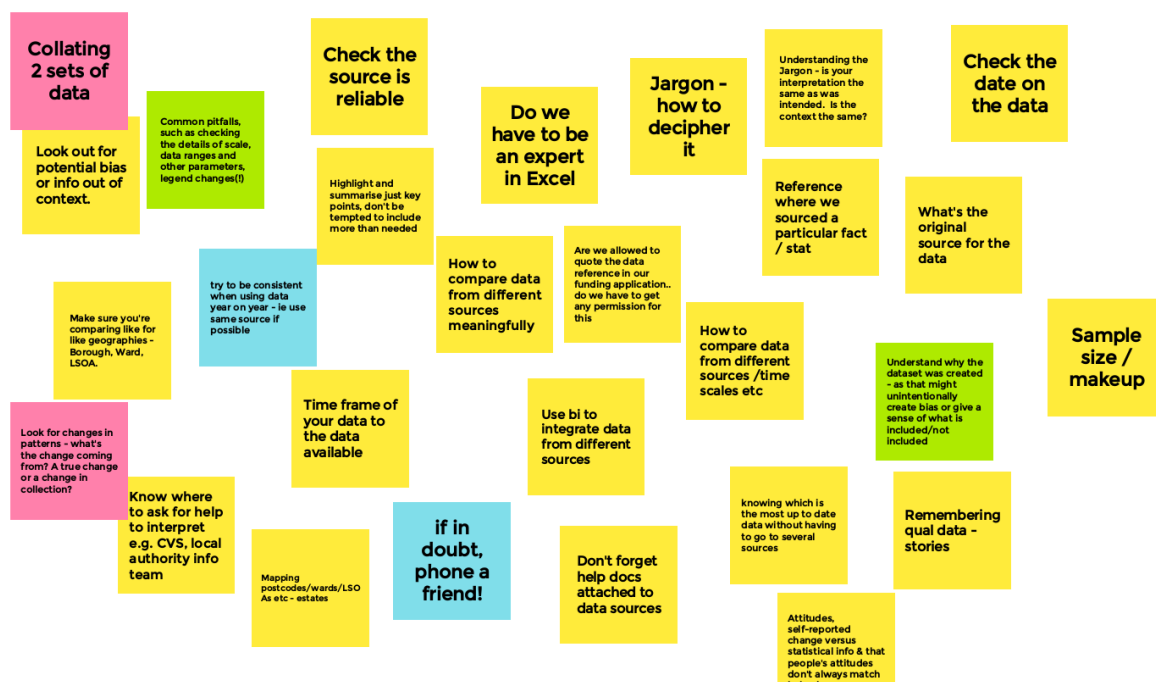 Collating
2 sets of
data
Look out for
potential bias
or info out of
context.
Common pitfalls,
such as checking
the details of scale,
data ranges and
other parameters,
legend changes(!)
Check the
source is
reliable
Highlight and
summarise just key
points, don't be
tempted to include
more than needed
Do we
have to be
an expert
in Excel
Jargon -
how to
decipher
it
Understanding the
Jargon - is your
interpretation
the same as was
intended. Is the
context the same?
Check the
date on
the data
Reference
where we
sourced a
particular fact
/ stat
What's the
original
source for the
data
try to be consistent
when using data
year on year - ie use
same source if
possible
How to
compare data
from different
sources
meaningfully
Are we allowed to
quote the data
reference in our
funding application..
do we have to get
any permission for
this
Make sure you're
comparing like for
like geographies -
Borough, Ward,
LSOA.
How to
compare data
from different
sources /time
scales etc
Sample
size /
makeup
Understand why the
dataset was created
- as that might
unintentionally
create bias or give a
sense of what is
included/not
included
Time frame of
your data to
the data
available
Use bi to
integrate data
from different
sources
Look for changes in
patterns - what's
the change coming
from? A true change
or a change in
collection?
Know where
to ask for help
to interpret
e.g. CVS, local
authority info
team
Mapping
postcodes/wards/LSO
As etc - estates
if in
doubt,
phone a
friend!
Don't forget
help docs
attached to
data sources
knowing which is
the most up to date
data without having
to go to several
sources
Remembering
qual data -
stories
Attitudes,
self-reported
change versus
statistical info & that
people's attitudes
don't always match